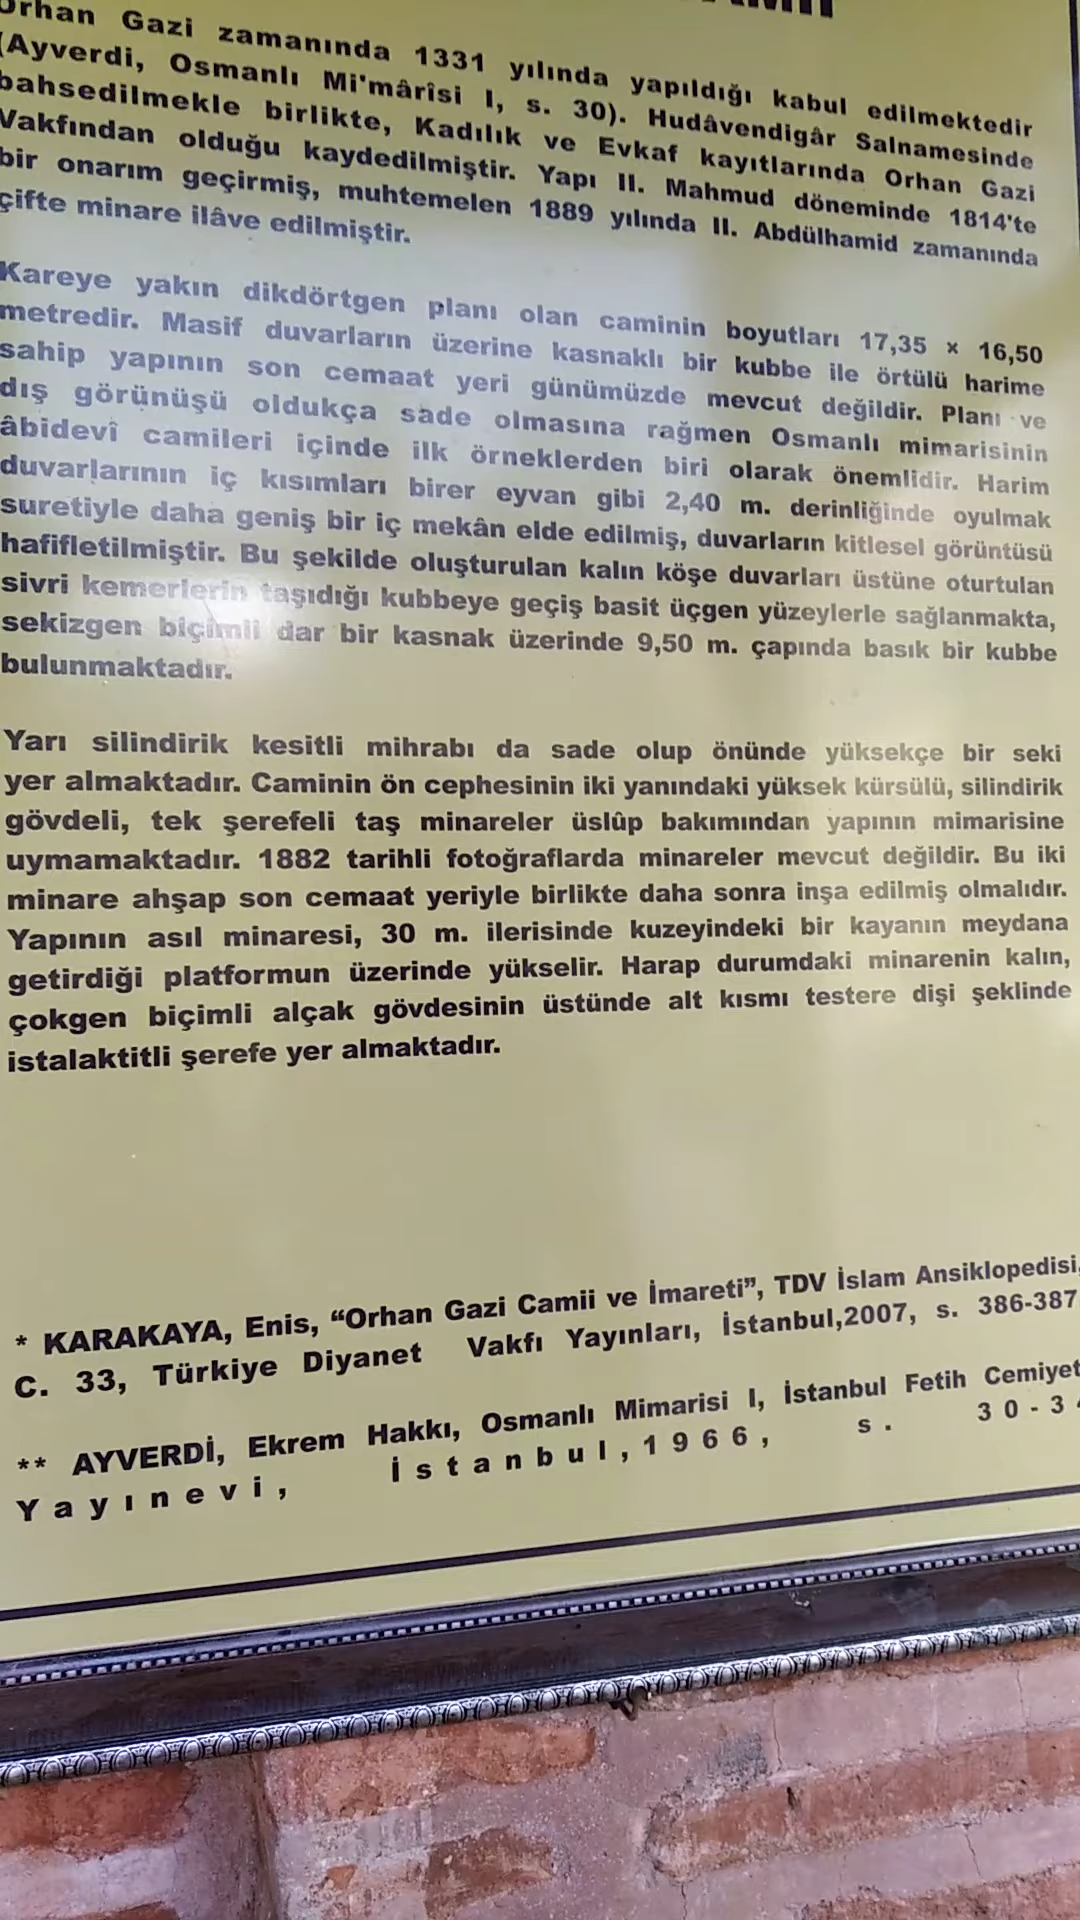 Orhan Gazi zamanında 1331 yılında yapıldığı kabul edilmektedir
(Ayverdi, Osmanlı Mi'mârîsi I, s. 30). Hudâvendigâr Salnamesinde
bahsedilmekle birlikte, Kadılık ve Evkaf kayıtlarında Orhan Gazi
Vakfından olduğu kaydedilmiştir. Yapı II. Mahmud döneminde 1814'te
bir onarım geçirmiş, muhtemelen 1889 yılında II. Abdülhamid zamanında
çifte minare ilâve edilmiştir.
Kareye yakın dikdörtgen planı olan caminin boyutları 17,35 × 16,50
metredir. Masif duvarların üzerine kasnaklı bir kubbe ile örtülü harime
sahip yapının son cemaat yeri günümüzde mevcut değildir. Planı ve
dış görünüşü oldukça sade olmasına rağmen Osmanlı mimarisinin
âbidevî camileri içinde ilk örneklerden biri olarak önemlidir. Harim
duvarlarının iç kısımları birer eyvan gibi 2,40 m. derinliğinde oyulmak
suretiyle daha geniş bir iç mekân elde edilmiş, duvarların kitlesel görüntüsü
hafifletilmiştir. Bu şekilde oluşturulan kalın köşe duvarları üstüne oturtulan
sivri kemerlerin taşıdığı kubbeye geçiş basit üçgen yüzeylerle sağlanmakta,
sekizgen biçimli dar bir kasnak üzerinde 9,50 m. çapında basık bir kubbe
bulunmaktadır.
Yarı silindirik kesitli mihrabı da sade olup önünde yüksekçe bir seki
yer almaktadır. Caminin ön cephesinin iki yanındaki yüksek kürsülü, silindirik
gövdeli, tek şerefeli taş minareler üslûp bakımından yapının mimarisine
uymamaktadır. 1882 tarihli fotoğraflarda minareler mevcut değildir. Bu iki
minare ahşap son cemaat yeriyle birlikte daha sonra inşa edilmiş olmalıdır.
Yapının asıl minaresi, 30 m. ilerisinde kuzeyindeki bir kayanın meydana
getirdiği platformun üzerinde yükselir. Harap durumdaki minarenin kalın,
çokgen biçimli alçak gövdesinin üstünde alt kısmı testere dişi şeklinde
istalaktitli şerefe yer almaktadır.
* KARAKAYA, Enis, “Orhan Gazi Camii ve İmareti”, TDV İslam Ansiklopedisi,
C. 33, Türkiye Diyanet Vakfı Yayınları, İstanbul,2007, s. 386-387
** AYVERDİ, Ekrem Hakkı, Osmanlı Mimarisi I, İstanbul Fetih Cemiyet
Yayınevi, İstanbul,1966, s. 30-3